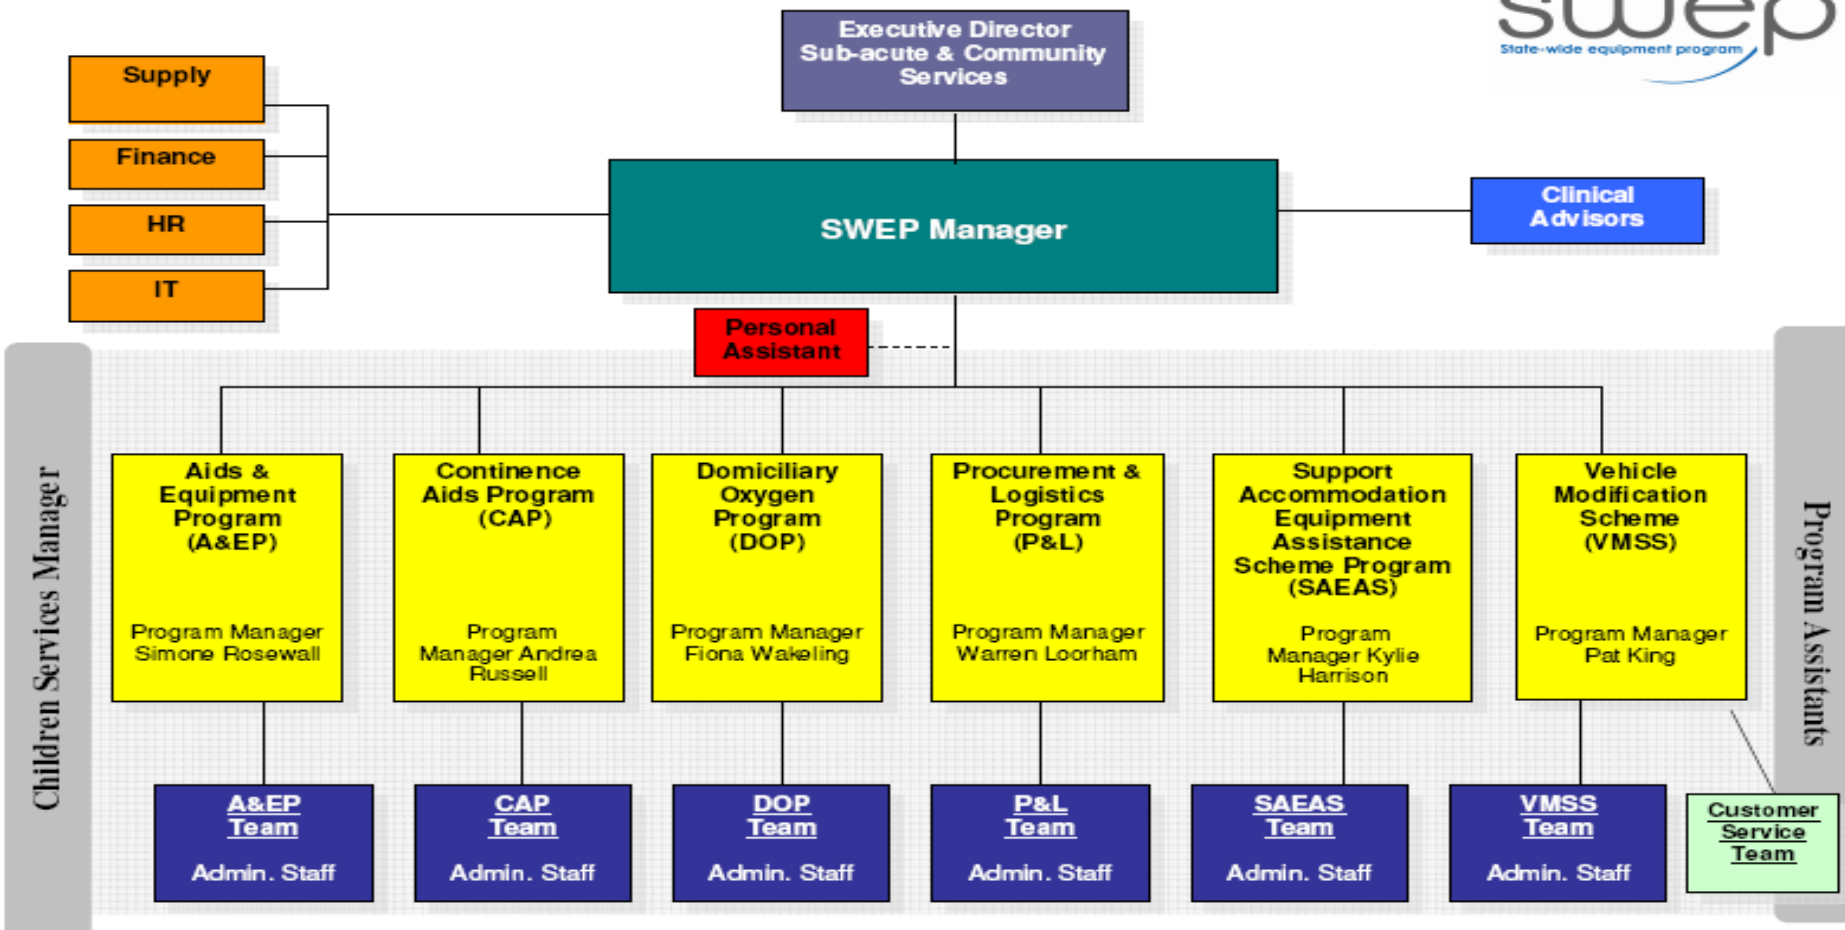 swep
State-wide equipment program
Executive Director
Sub-acute & Community
Services
Supply
Finance
HR
IT
SWEP Manager
Clinical
Advisors
Personal
Assistant
Children Services Manager
Program Assistants
Aids &
Equipment
Program
(A&EP)
Program Manager
Simone Rosewall
Continence
Aids Program
(CAP)
Program
Manager Andrea
Russell
Domiciliary
Oxygen
Program
(DOP)
Program Manager
Fiona Wakeling
Procurement &
Logistics
Program
(P&L)
Program Manager
Warren Loorham
Support
Accommodation
Equipment
Assistance
Scheme Program
(SAEAS)
Program
Manager Kylie
Harrison
Vehicle
Modification
Scheme
(VMSS)
Program Manager
Pat King
A&EP
Team
Admin. Staff
CAP
Team
Admin. Staff
DOP
Team
Admin. Staff
P&L
Team
Admin. Staff
SAEAS
Team
Admin. Staff
VMSS
Team
Admin. Staff
Customer
Service
Team